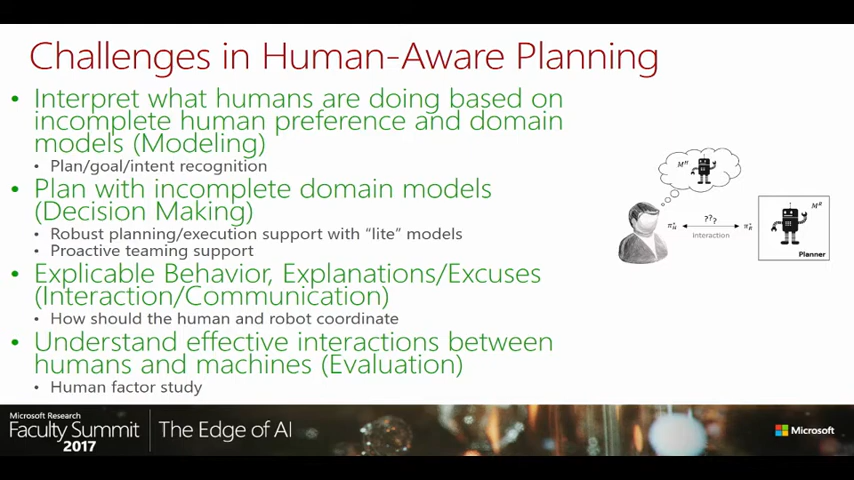 Challenges in Human-Aware Planning
• Interpret what humans are doing based on
incomplete human preference and domain
models (Modeling)
• Plan/goal/intent recognition
• Plan with incomplete domain models
(Decision Making)
• Robust planning/execution support with “lite” models
• Proactive teaming support
• Explicable Behavior, Explanations/Excuses
(Interaction/Communication)
• How should the human and robot coordinate
• Understand effective interactions between
humans and machines (Evaluation)
• Human factor study
???
Interaction
Planner
Microsoft Research
Faculty Summit
2017
The Edge of AI
Microsoft